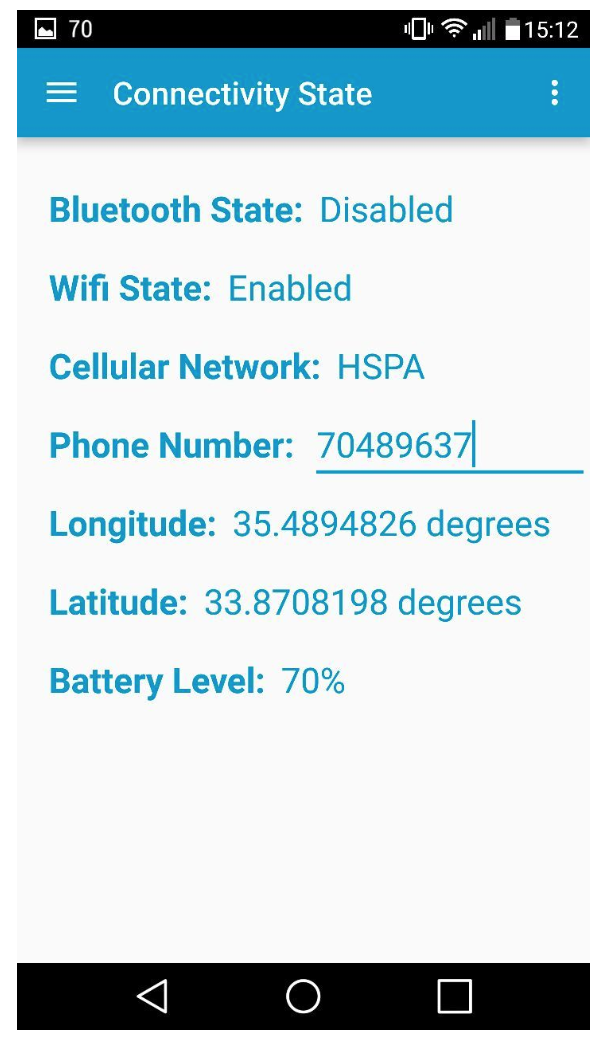 70 15:12
Connectivity State
Bluetooth State: Disabled
Wifi State: Enabled
Cellular Network: HSPA
Phone Number: 70489637
Longitude: 35.4894826 degrees
Latitude: 33.8708198 degrees
Battery Level: 70%